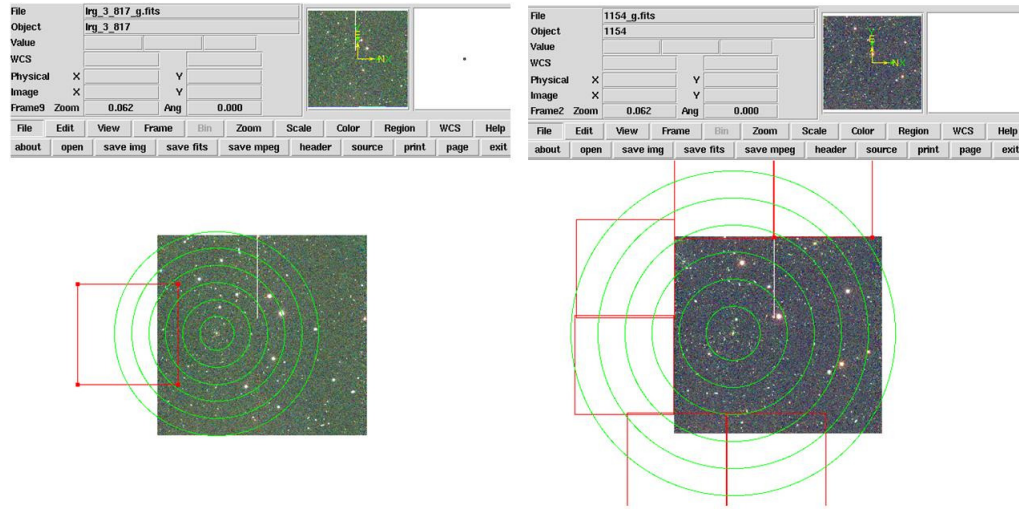 File lrg_3_817_g.fits
Object lrg_3_817
Value
WCS
Physical X Y
Image X Y
Frame9 Zoom 0.062 Ang 0.000
File Edit View Frame Bin Zoom Scale Color Region WCS Help
about open save img save fits save mpeg header source print page exit
E N X
File 1154_g.fits
Object 1154
Value
WCS
Physical X Y
Image X Y
Frame2 Zoom 0.062 Ang 0.000
File Edit View Frame Bin Zoom Scale Color Region WCS Help
about open save img save fits save mpeg header source print page exit
Y E N X